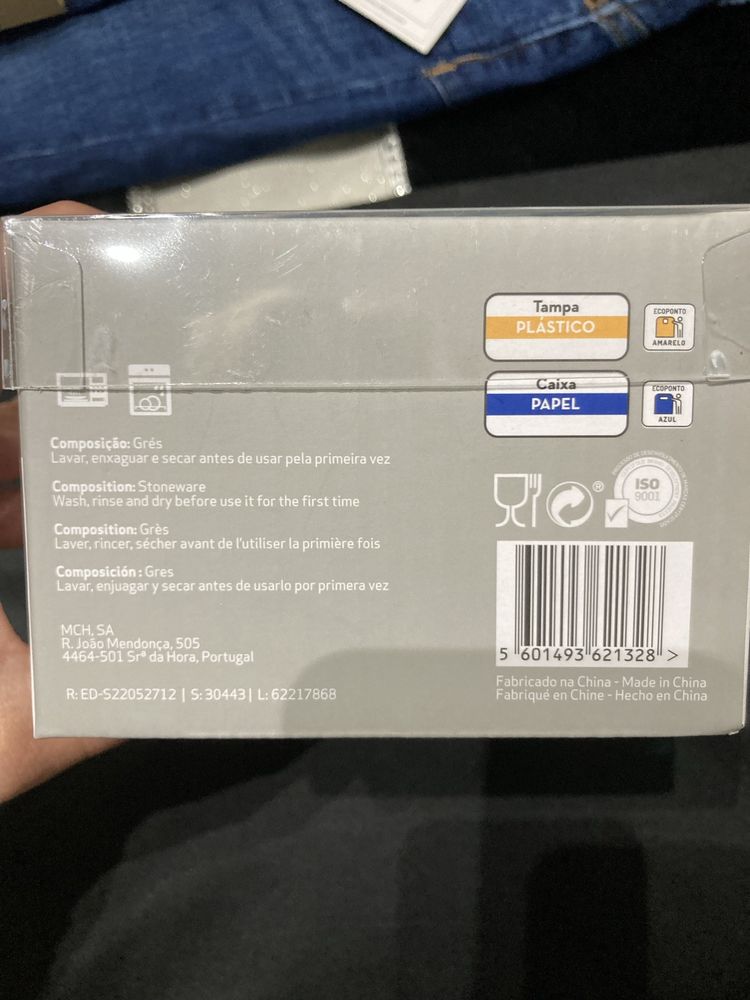 Tampa
PLÁSTICO
ECOPONTO
AMARELO
Caixa
PAPEL
ECOPONTO
AZUL
Composição: Grés
Lavar, enxaguar e secar antes de usar pela primeira vez
Composition: Stoneware
Wash, rinse and dry before use it for the first time
Composition: Grès
Laver, rincer, sécher avant de l'utiliser la primière fois
Composición: Gres
Lavar, enjuagar y secar antes de usarlo por primera vez
®
ISO
9001
MCH, SA
R. João Mendonça, 505
4464-501 Srª da Hora, Portugal
R: ED-S22052712 | S: 30443 | L: 62217868
5 601493 621328 >
Fabricado na China - Made in China
Fabriqué en Chine - Hecho en China